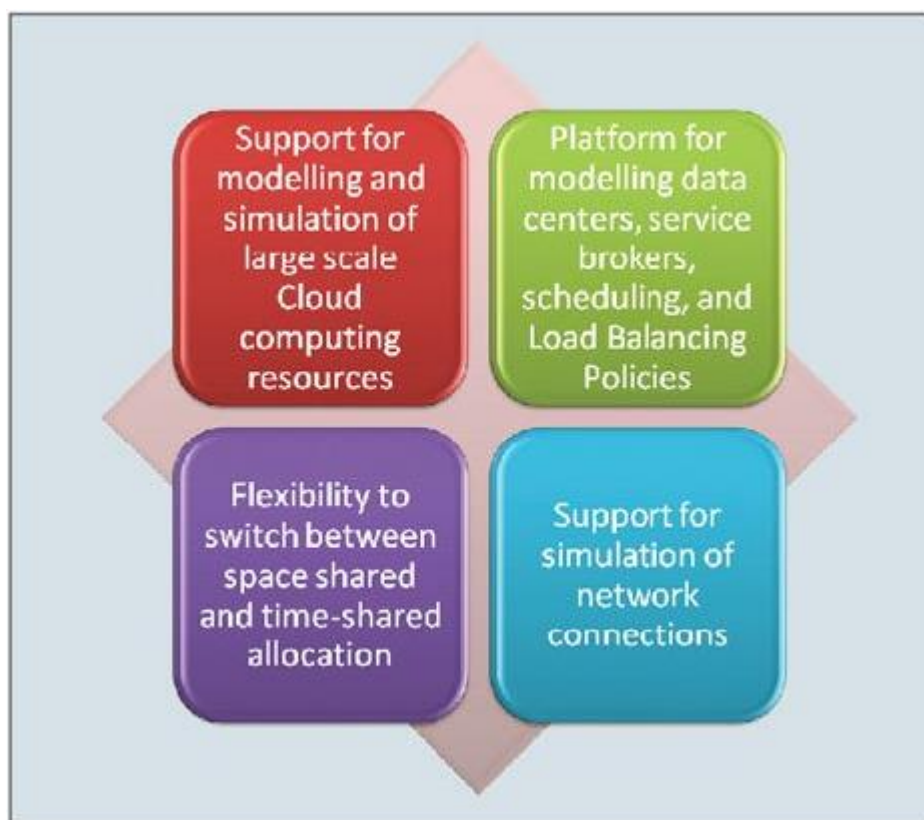 Support for
modelling and
simulation of
large scale
Cloud
computing
resources
Platform for
modelling data
centers, service
brokers,
scheduling, and
Load Balancing
Policies
Flexibility to
switch between
space shared
and time-shared
allocation
Support for
simulation of
network
connections